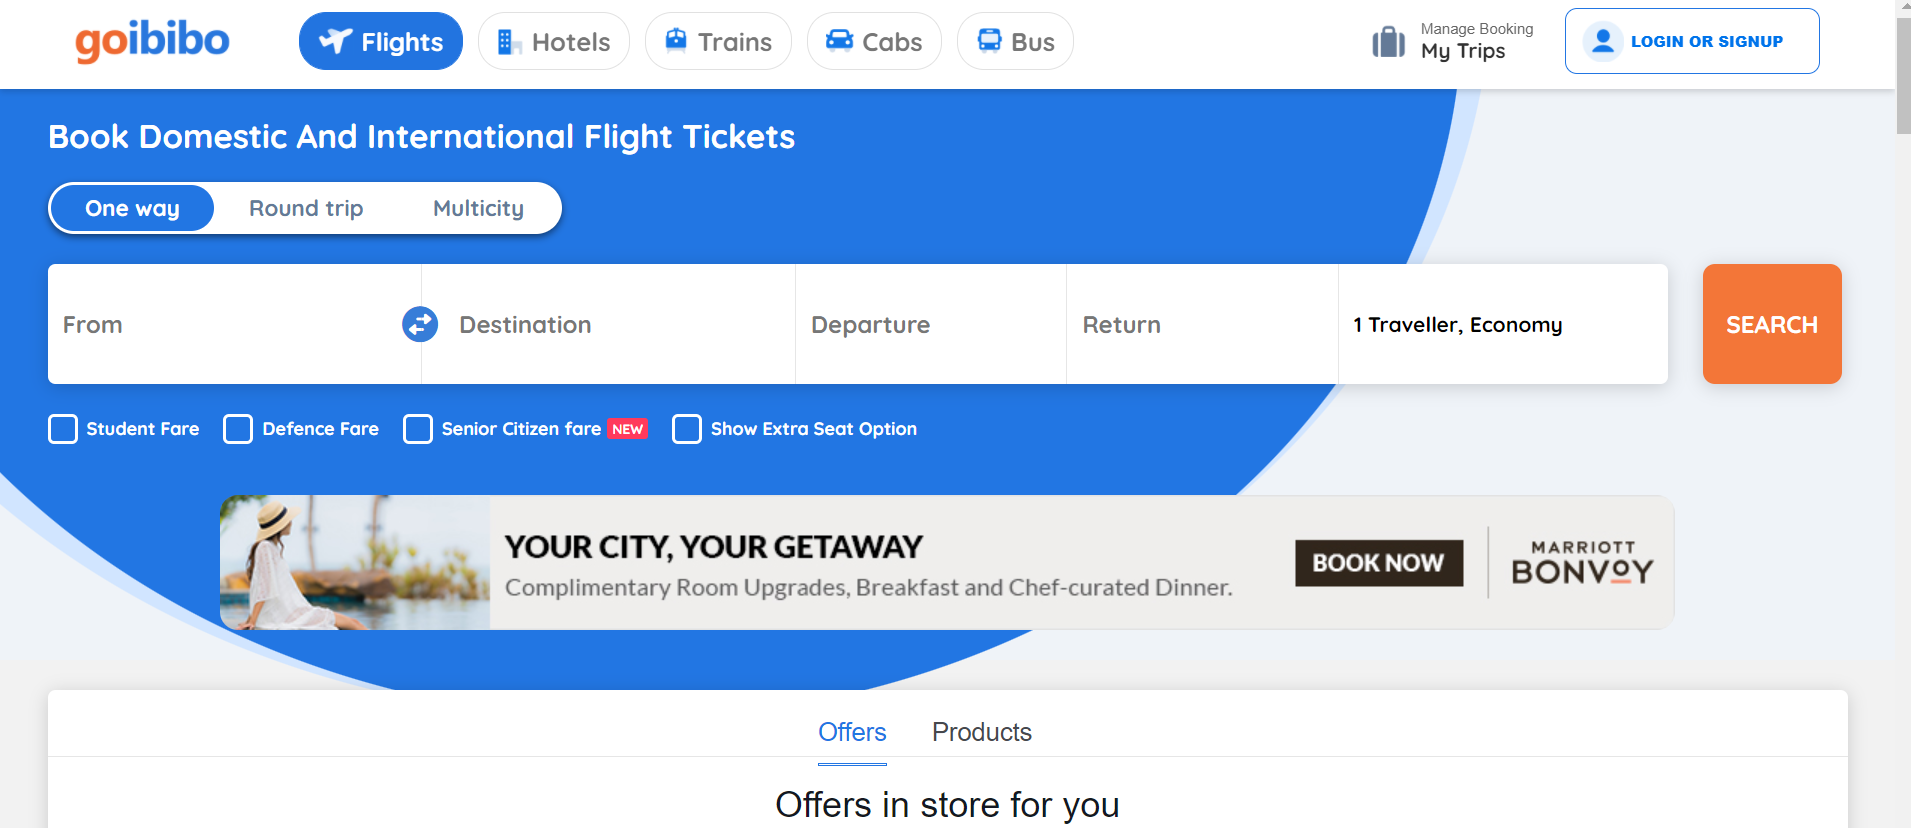 goibibo
Flights
Hotels
Trains
Cabs
Bus
Manage Booking
My Trips
LOGIN OR SIGNUP
Book Domestic And International Flight Tickets
One way
Round trip
Multicity
From
Destination
Departure
Return
1 Traveller, Economy
SEARCH
Student Fare
Defence Fare
Senior Citizen fare NEW
Show Extra Seat Option
YOUR CITY, YOUR GETAWAY
Complimentary Room Upgrades, Breakfast and Chef-curated Dinner.
BOOK NOW
MARRIOTT
BONVOY
Offers
Products
Offers in store for you